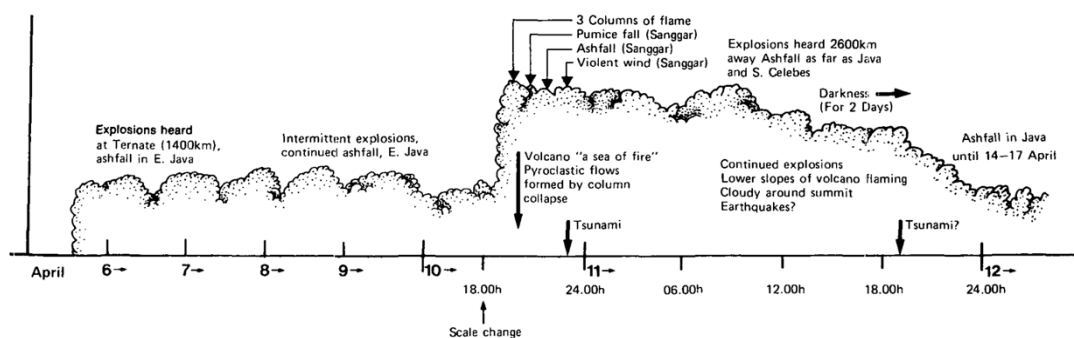 3 Columns of flame
Pumice fall (Sanggar)
Ashfall (Sanggar)
Violent wind (Sanggar)
Explosions heard 2600km
away Ashfall as far as Java
and S. Celebes
Darkness
(For 2 Days)
Explosions heard
at Ternate (1400km),
ashfall in E. Java
Intermittent explosions,
continued ashfall, E. Java
Volcano "a sea of fire"
Pyroclastic flows
formed by column
collapse
Tsunami
Continued explosions
Lower slopes of volcano flaming
Cloudy around summit
Earthquakes?
Ashfall in Java
until 14–17 April
Tsunami?
April 6→ 7→ 8→ 9→ 10→ 11→ 12→
18.00h 24.00h 06.00h 12.00h 18.00h 24.00h
Scale change